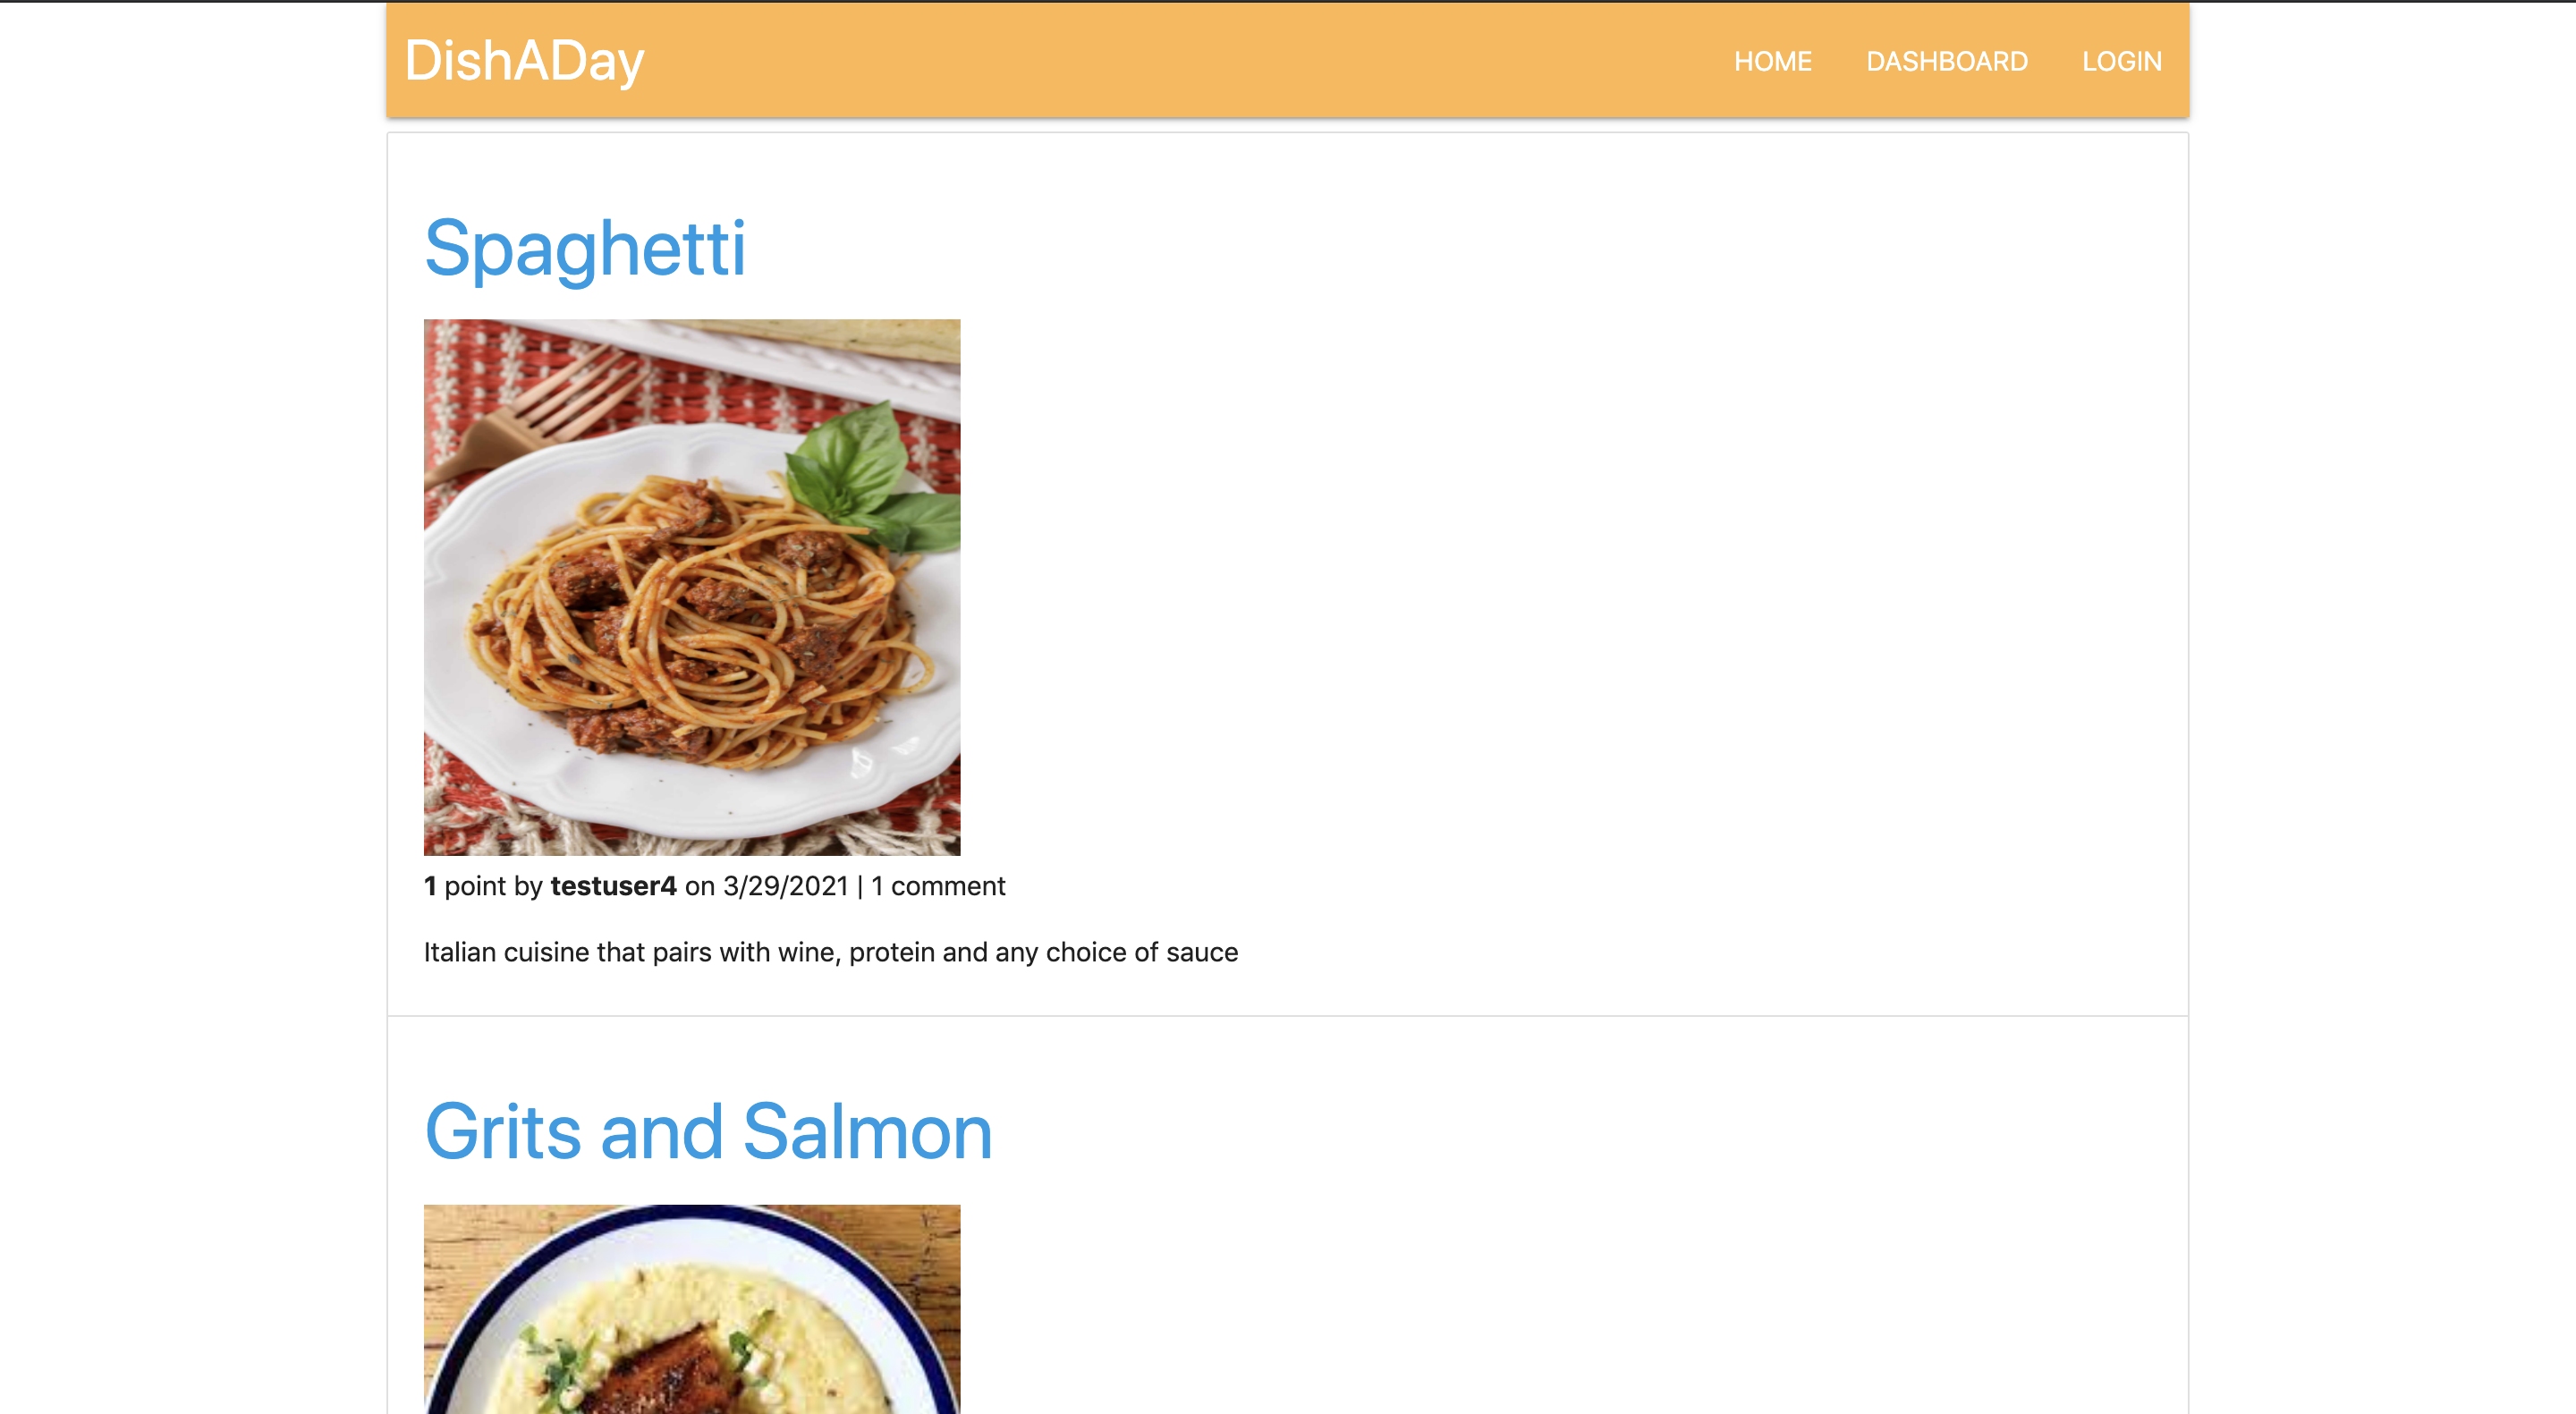 DishADay
HOME DASHBOARD LOGIN
Spaghetti
1 point by testuser4 on 3/29/2021 | 1 comment
Italian cuisine that pairs with wine, protein and any choice of sauce
Grits and Salmon